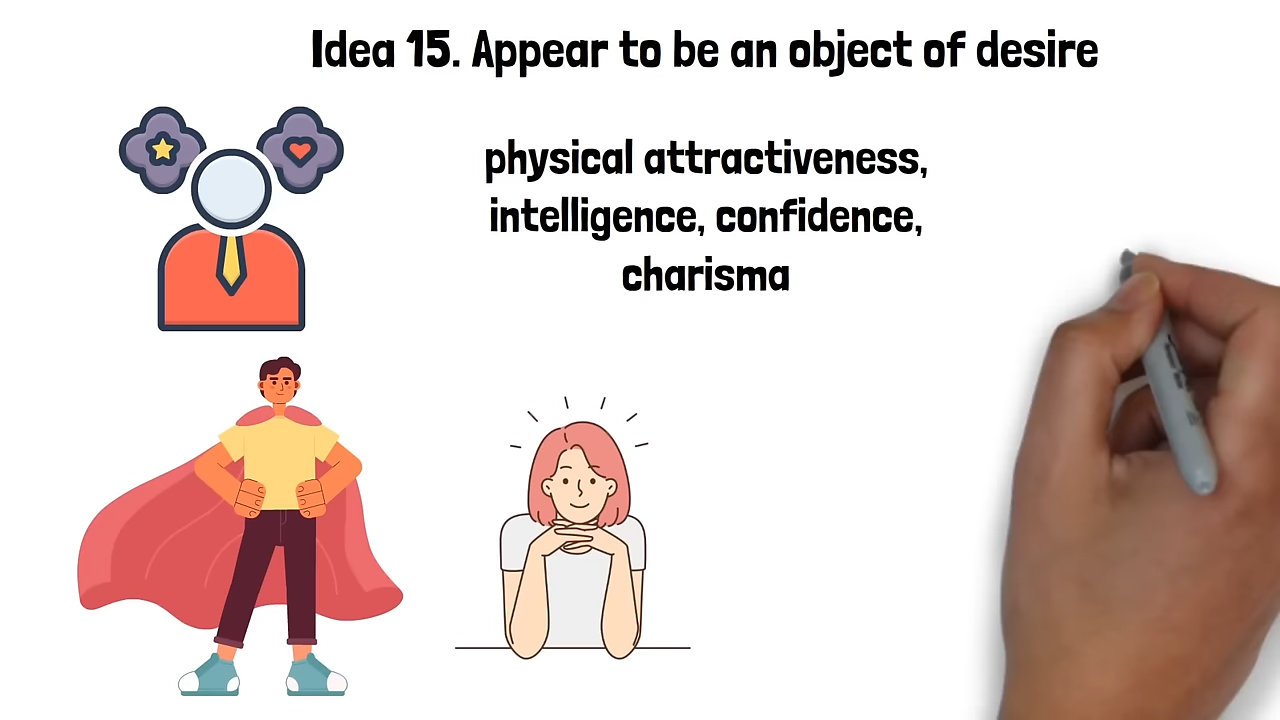 Idea 15. Appear to be an object of desire
physical attractiveness,
intelligence, confidence,
charisma